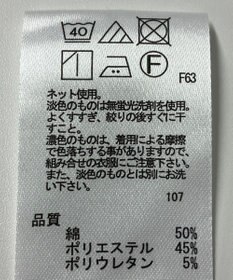 40
F
F63
ネット使用。
淡色のものは無蛍光洗剤を使用。
よくすすぎ、絞りの後すぐに干
すこと。
濃色のものは、着用による摩擦
で色落ちする事がありますので、
組み合せの衣服にご注意下さい。
また、淡色のものとは別にお洗
い下さい。
107
品質
綿 50%
ポリエステル 45%
ポリウレタン 5%